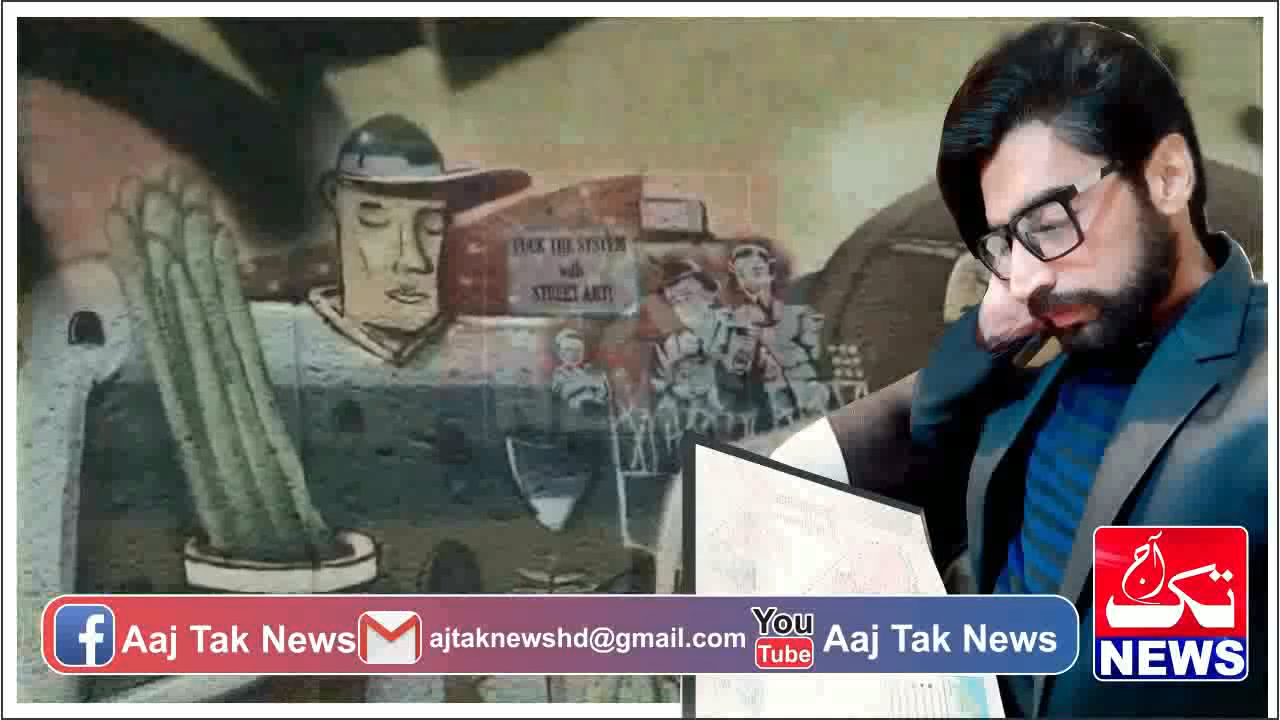 FUCK THE SYSTEM
with
STREET ART!
Aaj Tak News
ajtaknewshd@gmail.com
You
Tube
Aaj Tak News
آج
تک
NEWS